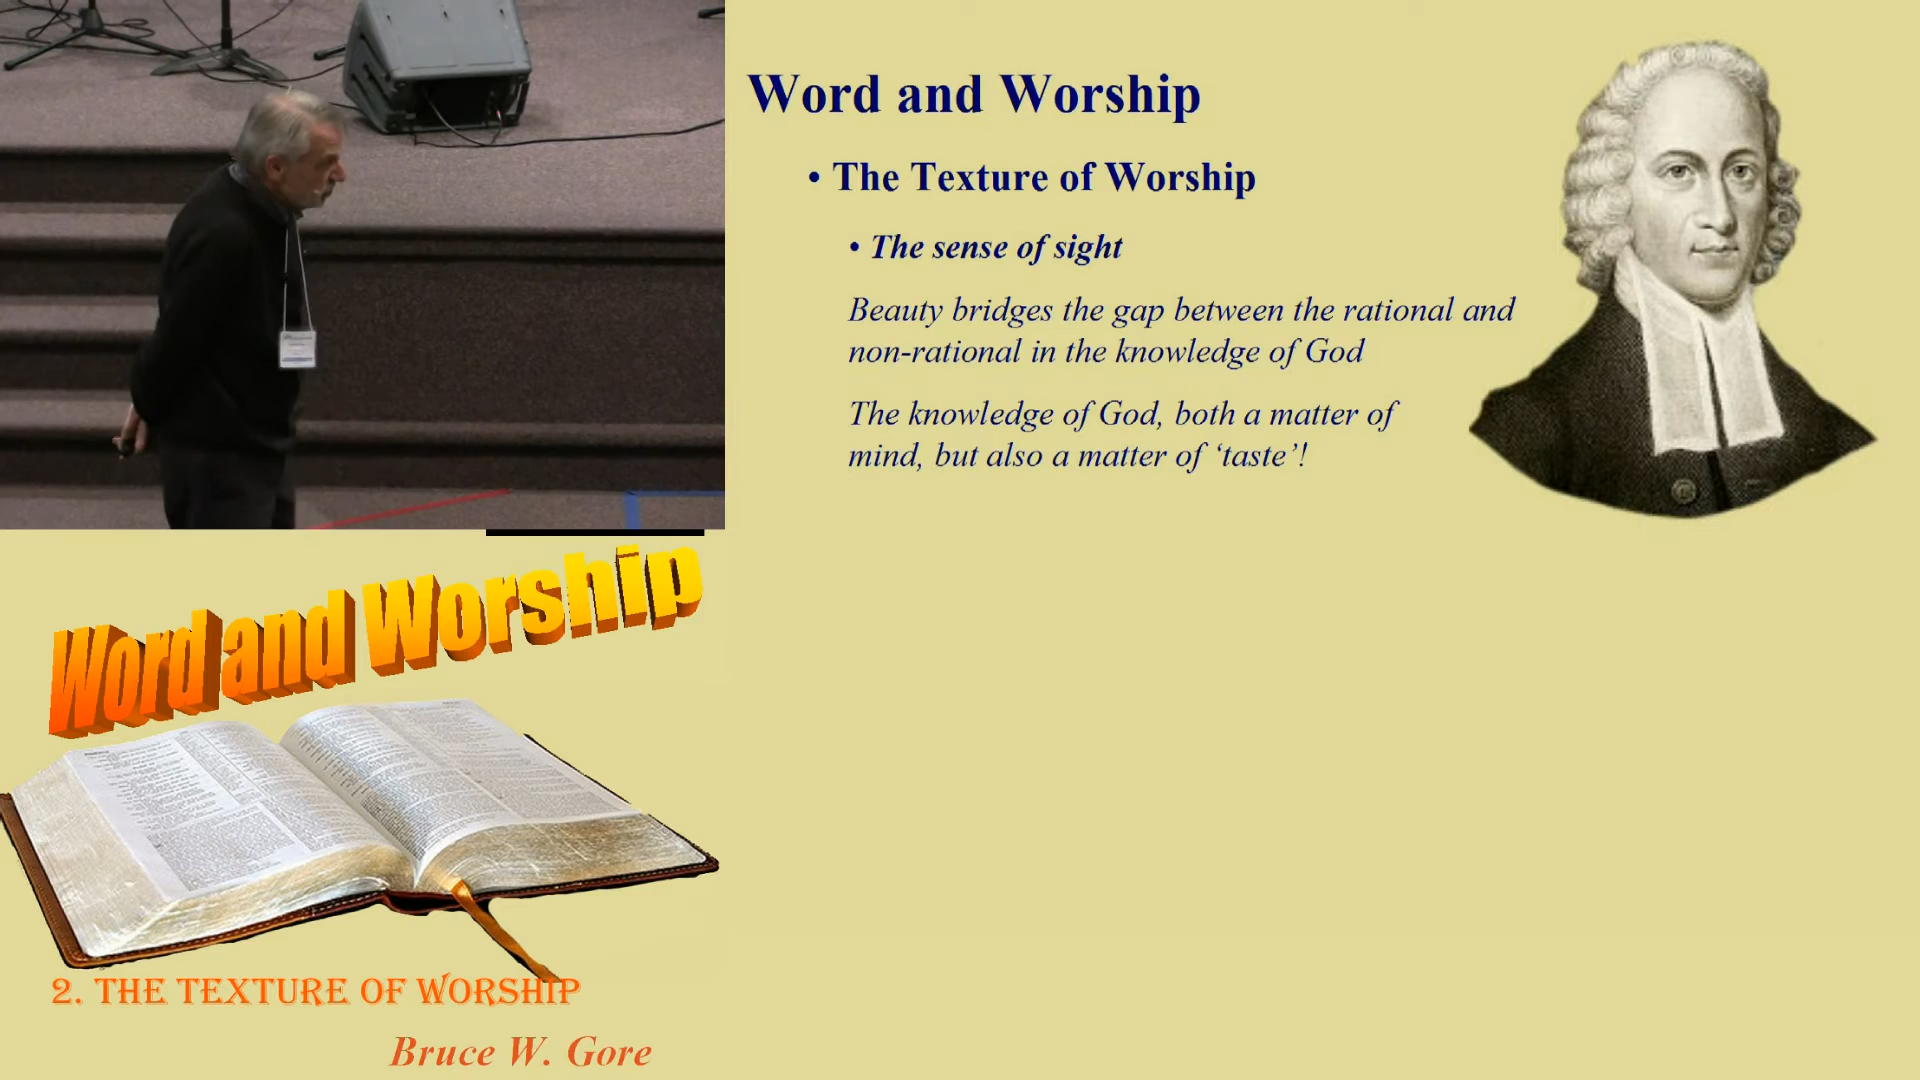 Word and Worship
• The Texture of Worship
• The sense of sight
Beauty bridges the gap between the rational and
non-rational in the knowledge of God
The knowledge of God, both a matter of
mind, but also a matter of ‘taste’!
Word and Worship
2. THE TEXTURE OF WORSHIP
Bruce W. Gore